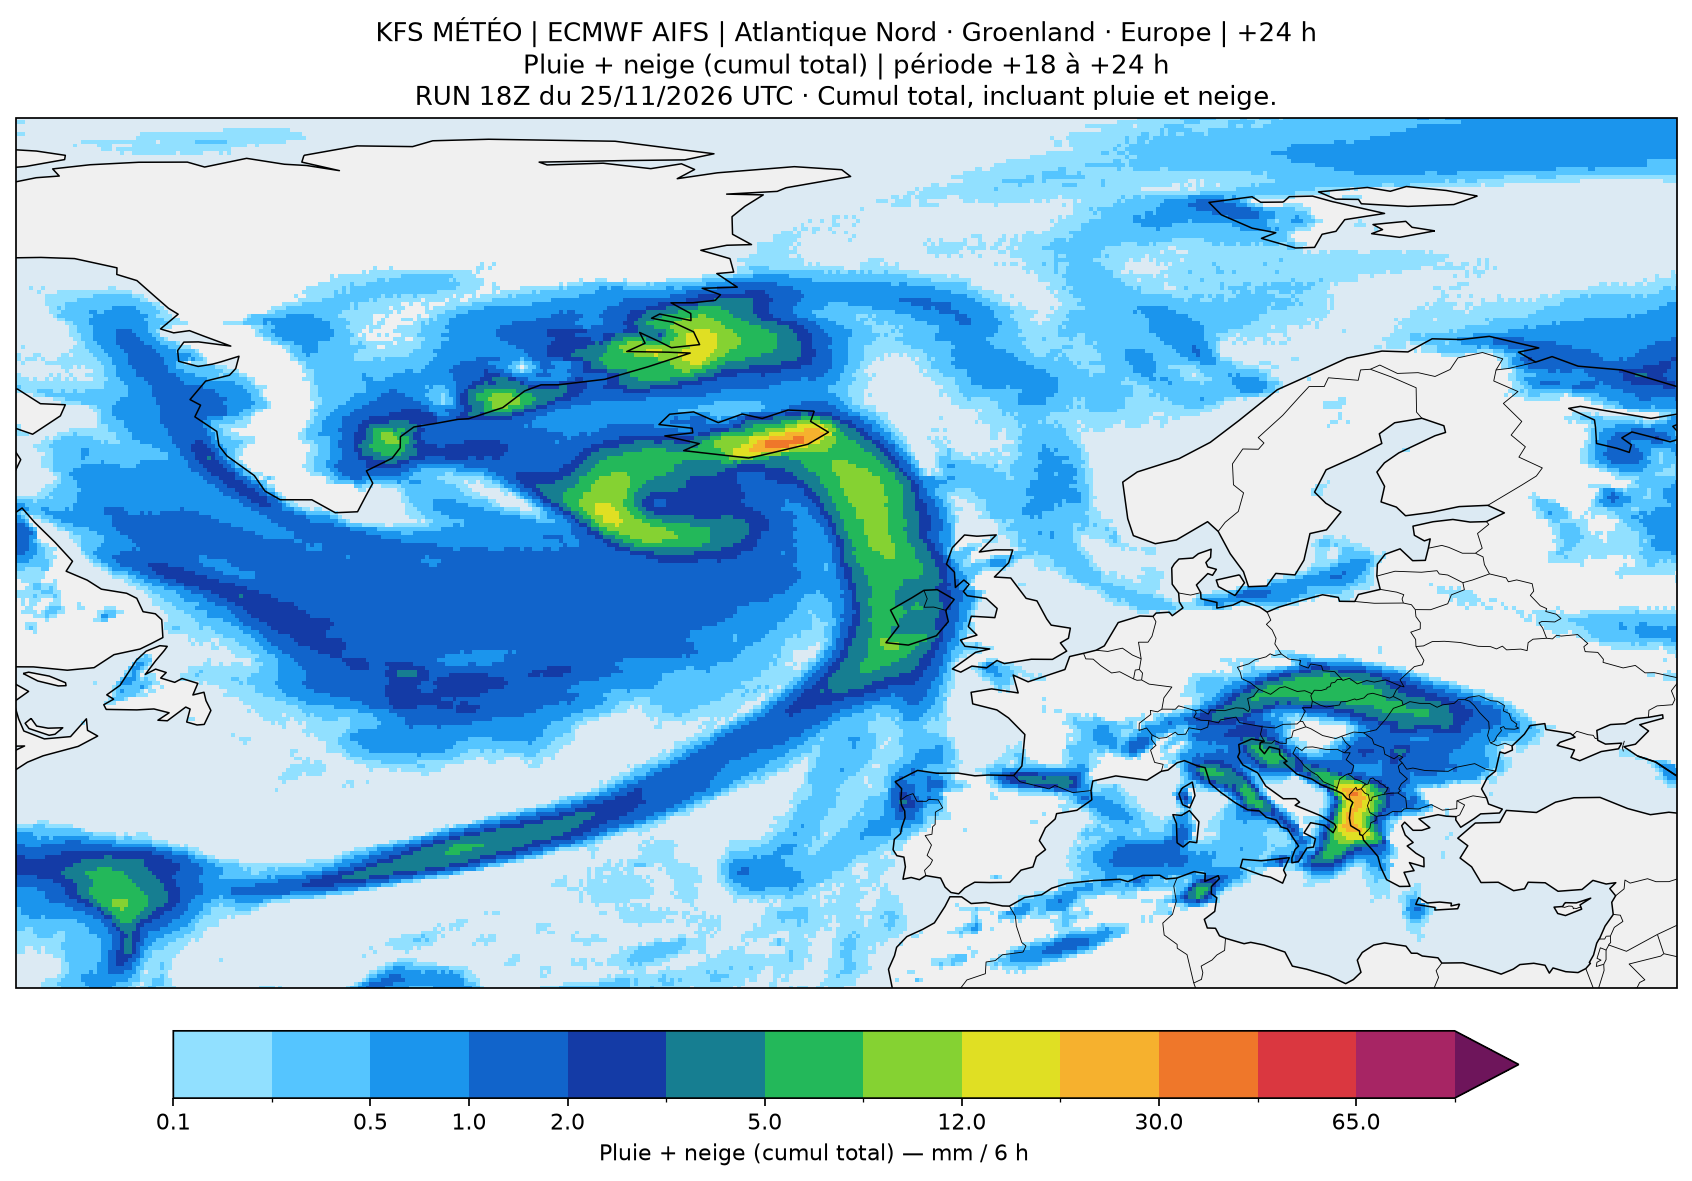 KFS MÉTÉO | ECMWF AIFS | Atlantique Nord · Groenland · Europe | +24 h
Pluie + neige (cumul total) | période +18 à +24 h
RUN 18Z du 25/11/2026 UTC · Cumul total, incluant pluie et neige.
0.1 0.5 1.0 2.0 5.0 12.0 30.0 65.0
Pluie + neige (cumul total) — mm / 6 h